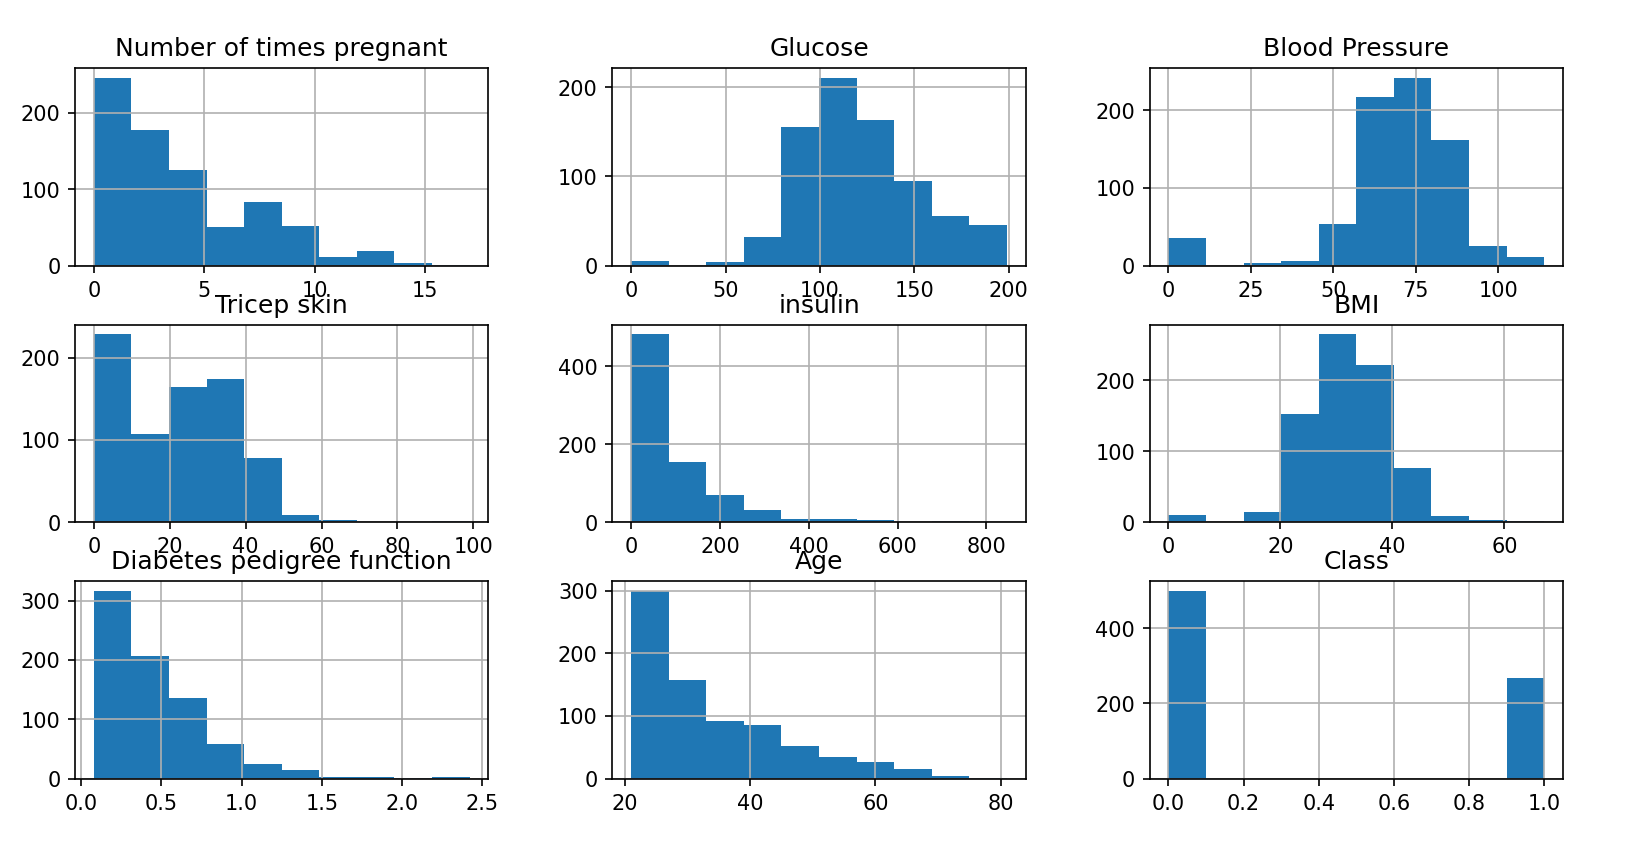 Number of times pregnant
200
100
0
0 5 10 15
Glucose
200
100
0
0 50 100 150 200
Blood Pressure
200
100
0
0 25 50 75 100
Tricep skin
200
100
0
0 20 40 60 80 100
insulin
400
200
0
0 200 400 600 800
BMI
200
100
0
0 20 40 60
Diabetes pedigree function
300
200
100
0
0.0 0.5 1.0 1.5 2.0 2.5
Age
300
200
100
0
20 40 60 80
Class
400
200
0
0.0 0.2 0.4 0.6 0.8 1.0